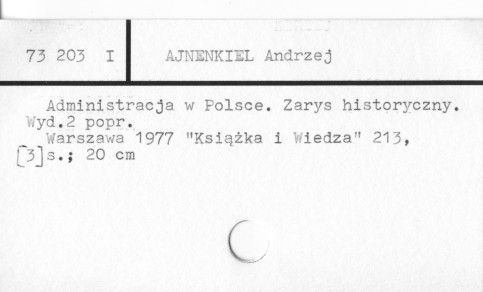 73 203 I AJNENKIEL Andrzej
Administracja w Polsce. Zarys historyczny.
Wyd.2 popr.
Warszawa 1977 "Książka i Wiedza" 213,
[3]s.; 20 cm